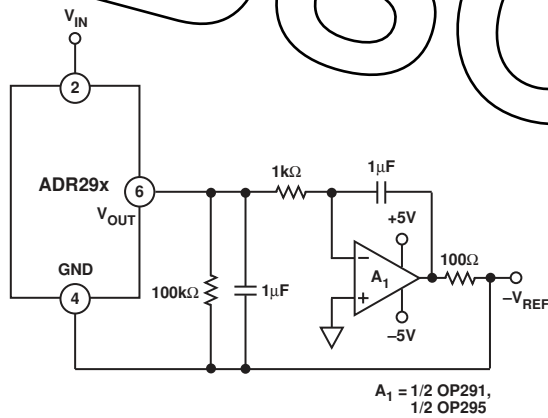 V_IN
2
ADR29x
6
V_OUT
GND
4
100kΩ
1μF
1kΩ
1μF
+5V
−
A_1
+
−5V
100Ω
−V_REF
A_1 = 1/2 OP291,
1/2 OP295